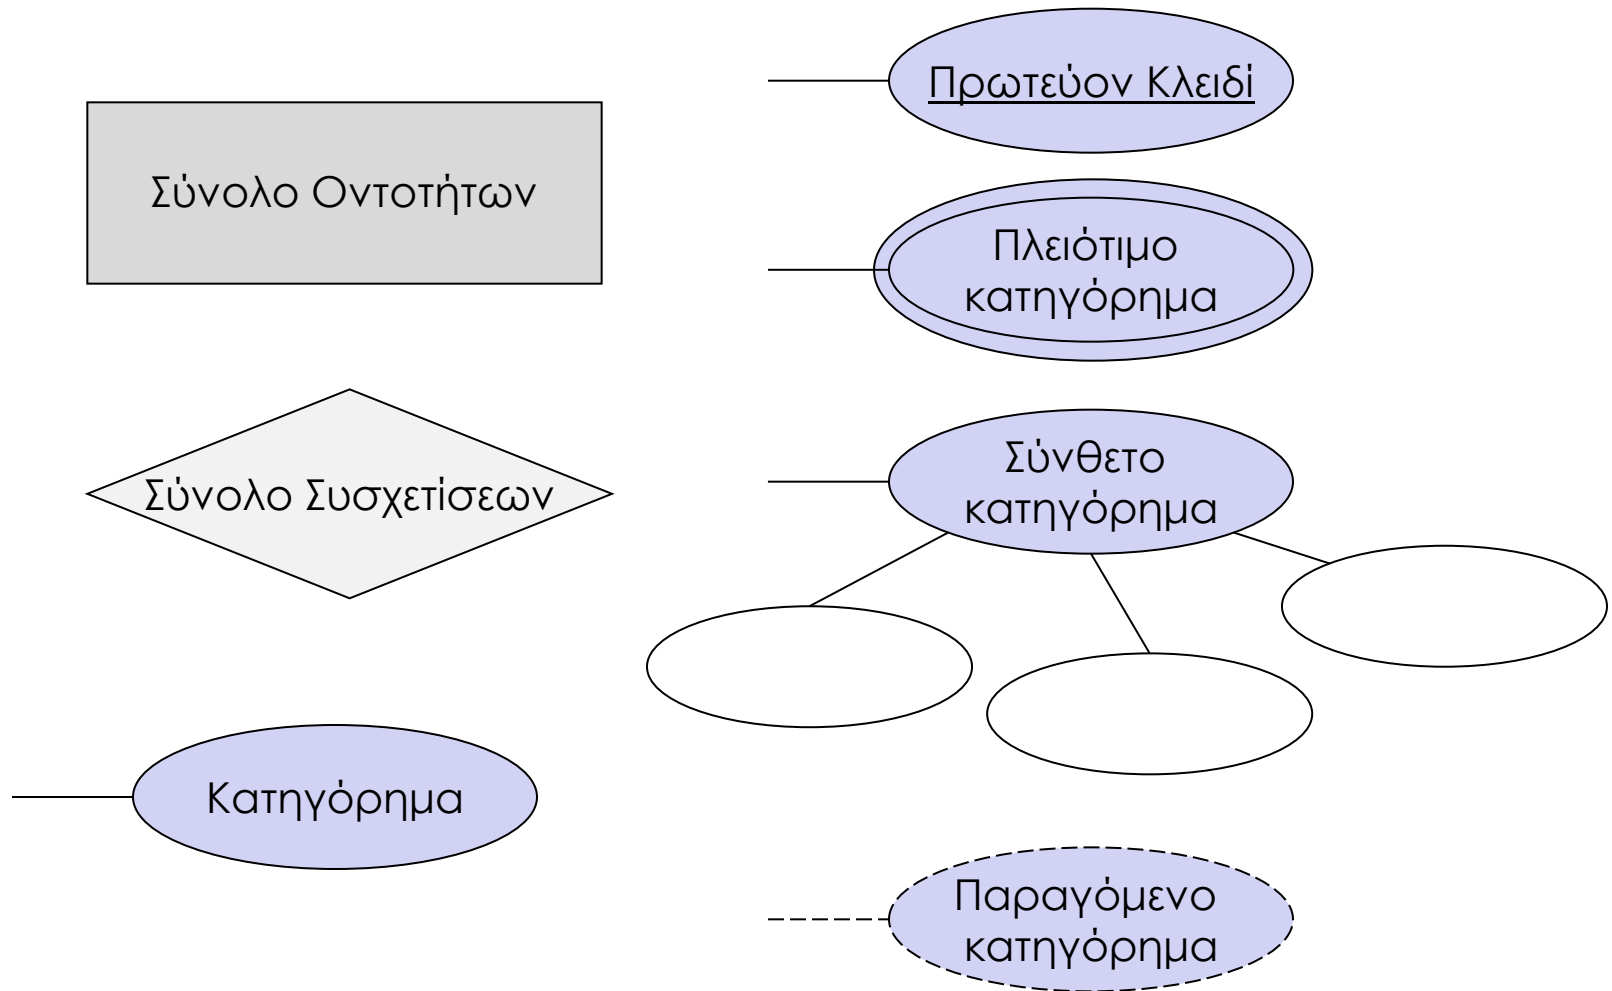 Πρωτεύον Κλειδί
Σύνολο Οντοτήτων
Πλειότιμο
κατηγόρημα
Σύνολο Συσχετίσεων
Σύνθετο
κατηγόρημα
Κατηγόρημα
Παραγόμενο
κατηγόρημα